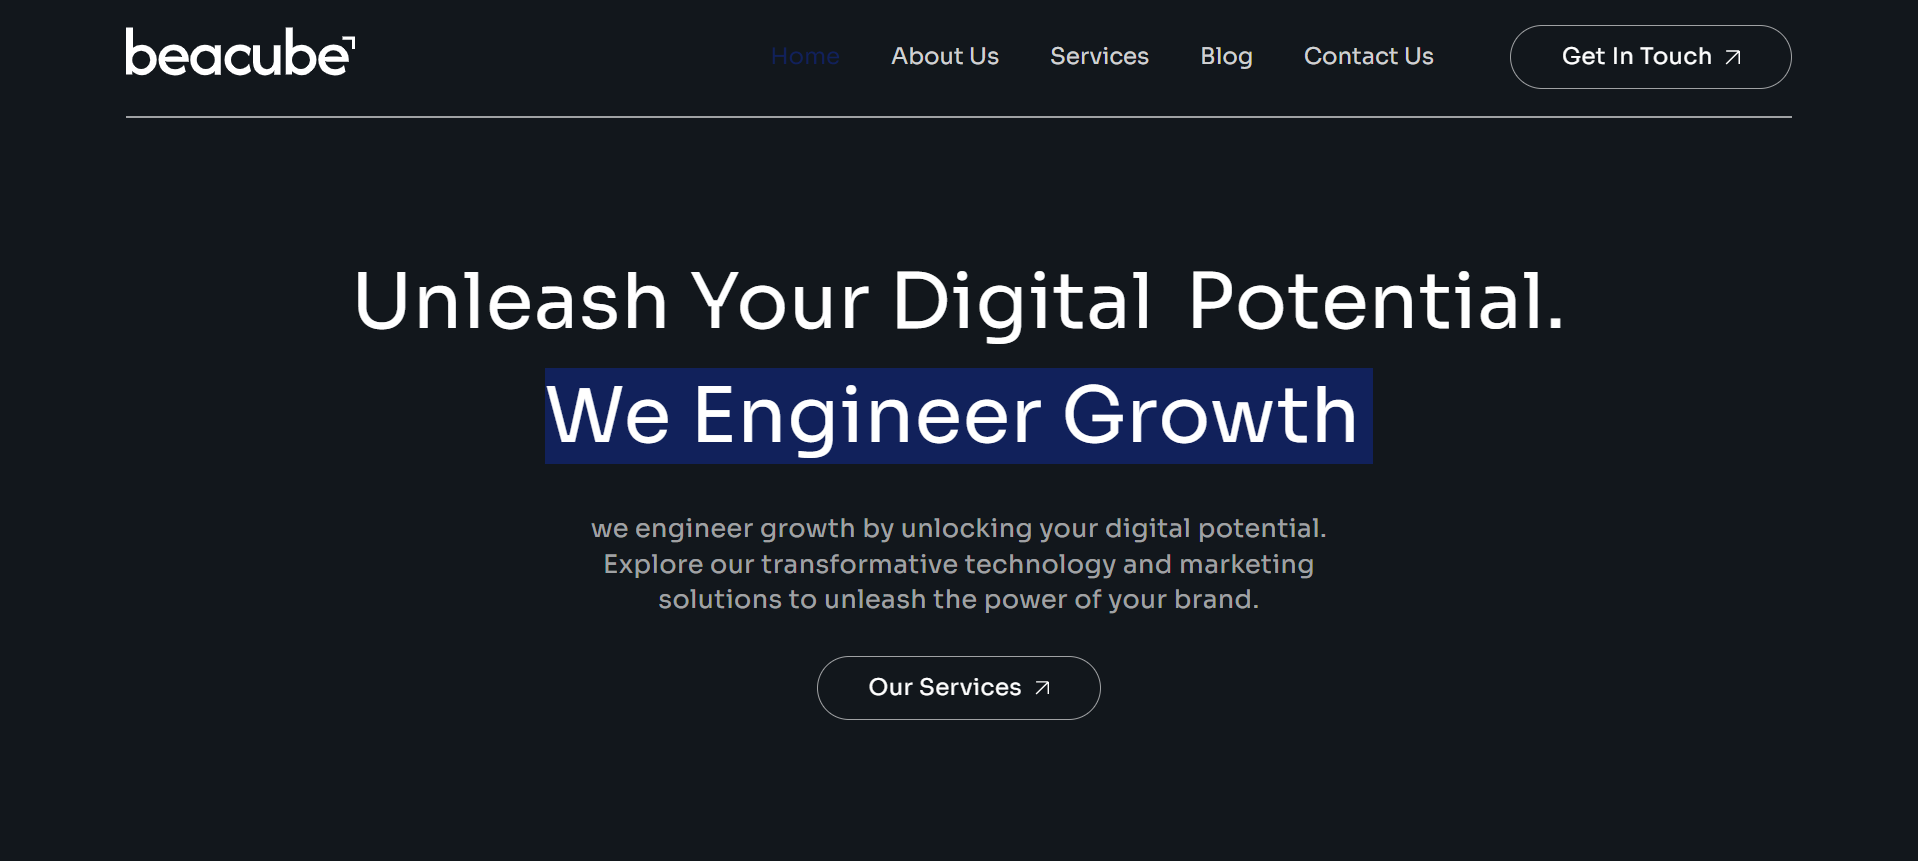 beacube
Home About Us Services Blog Contact Us Get In Touch
Unleash Your Digital Potential.
We Engineer Growth
we engineer growth by unlocking your digital potential.
Explore our transformative technology and marketing
solutions to unleash the power of your brand.
Our Services